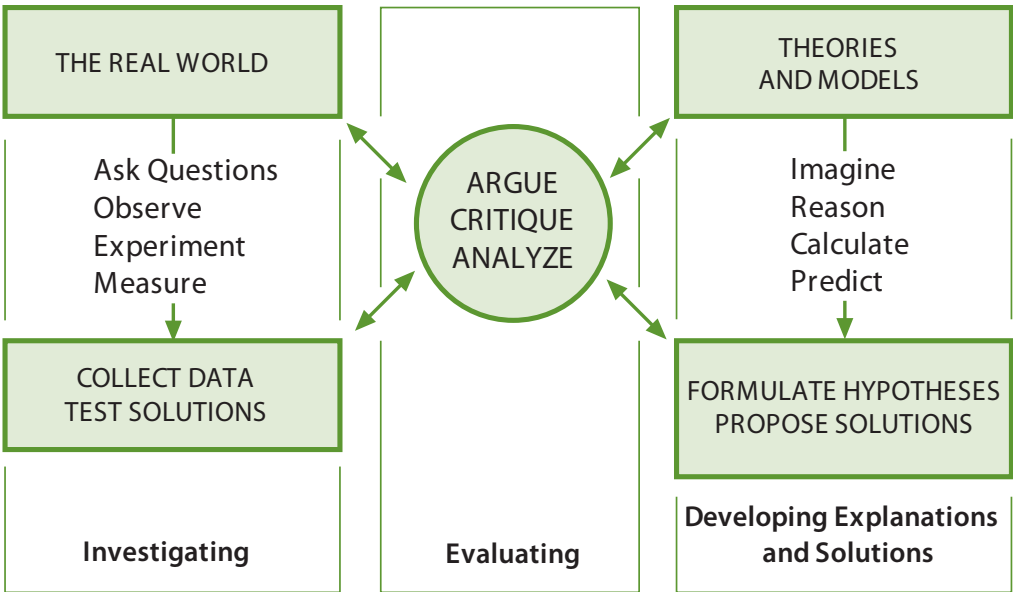 THE REAL WORLD
Ask Questions
Observe
Experiment
Measure
COLLECT DATA
TEST SOLUTIONS
Investigating
ARGUE
CRITIQUE
ANALYZE
Evaluating
THEORIES
AND MODELS
Imagine
Reason
Calculate
Predict
FORMULATE HYPOTHESES
PROPOSE SOLUTIONS
Developing Explanations
and Solutions